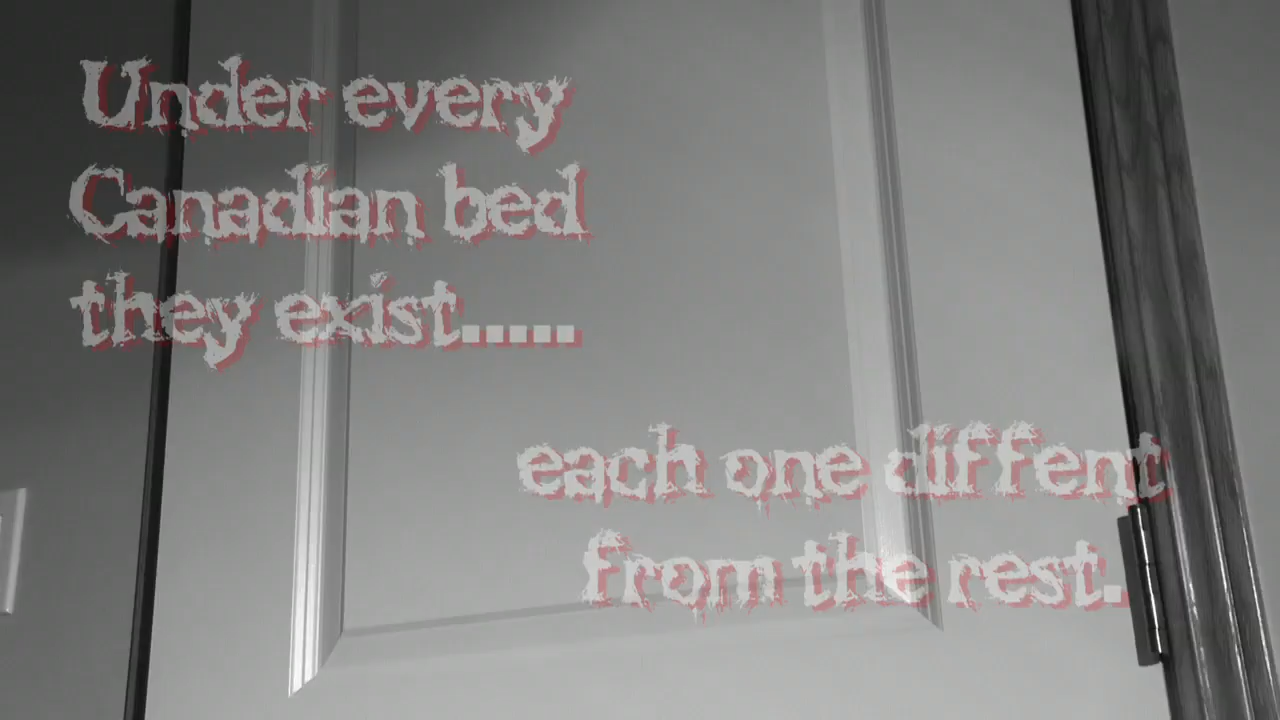 Under every
Canadian bed
they exist.....
each one diffent
from the rest.